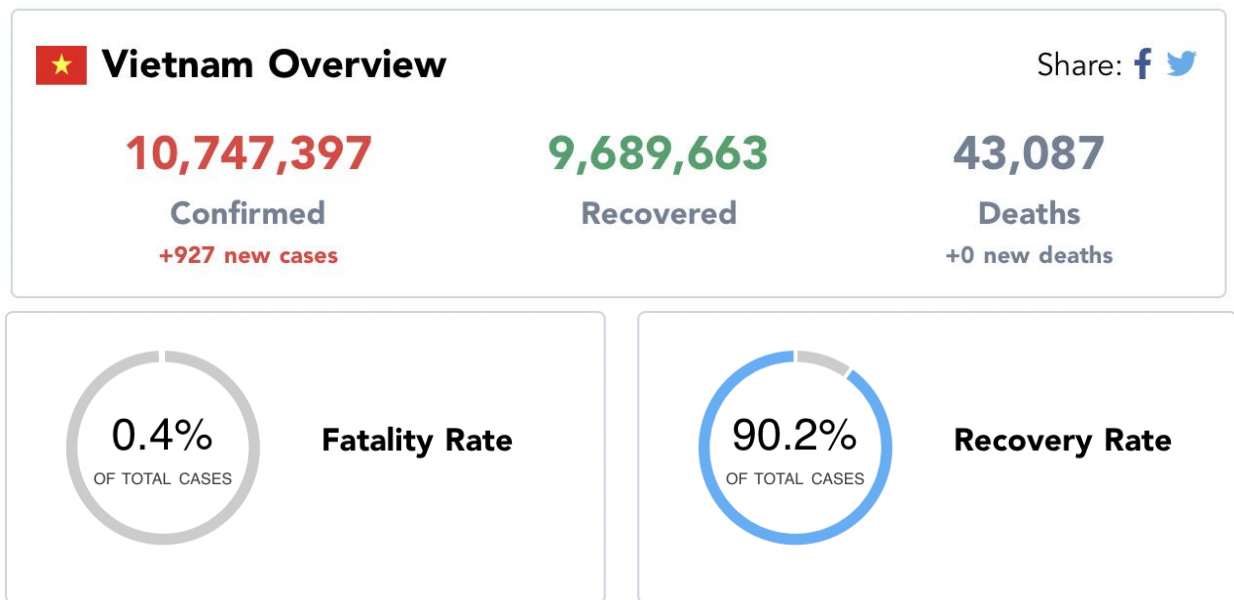 Vietnam Overview
Share:
10,747,397
9,689,663
43,087
Confirmed
Recovered
Deaths
+927 new cases
+0 new deaths
0.4%
OF TOTAL CASES
Fatality Rate
90.2%
OF TOTAL CASES
Recovery Rate